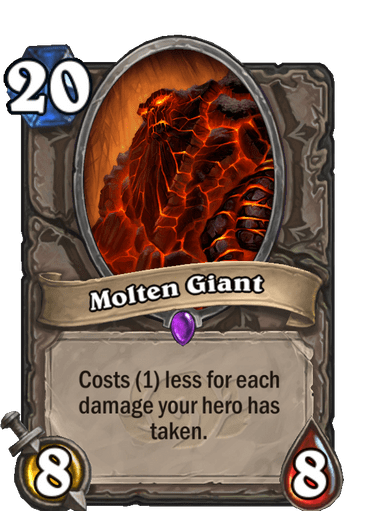 20
Molten Giant
Costs (1) less for each
damage your hero has
taken.
8
8